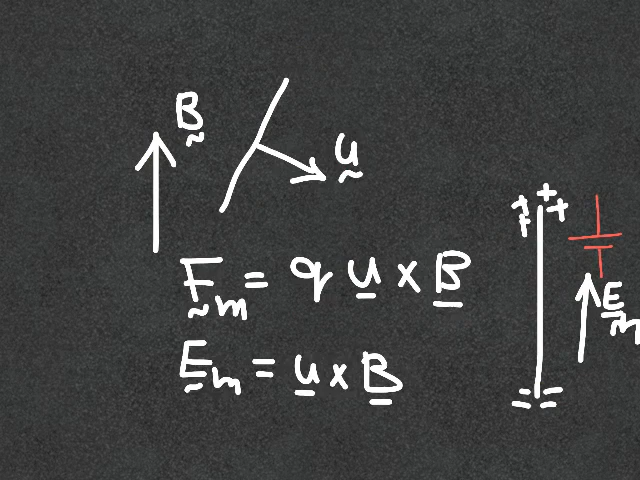 B
u
F_m = q u × B
E_m = u × B
+ + +
E_m
- - - -